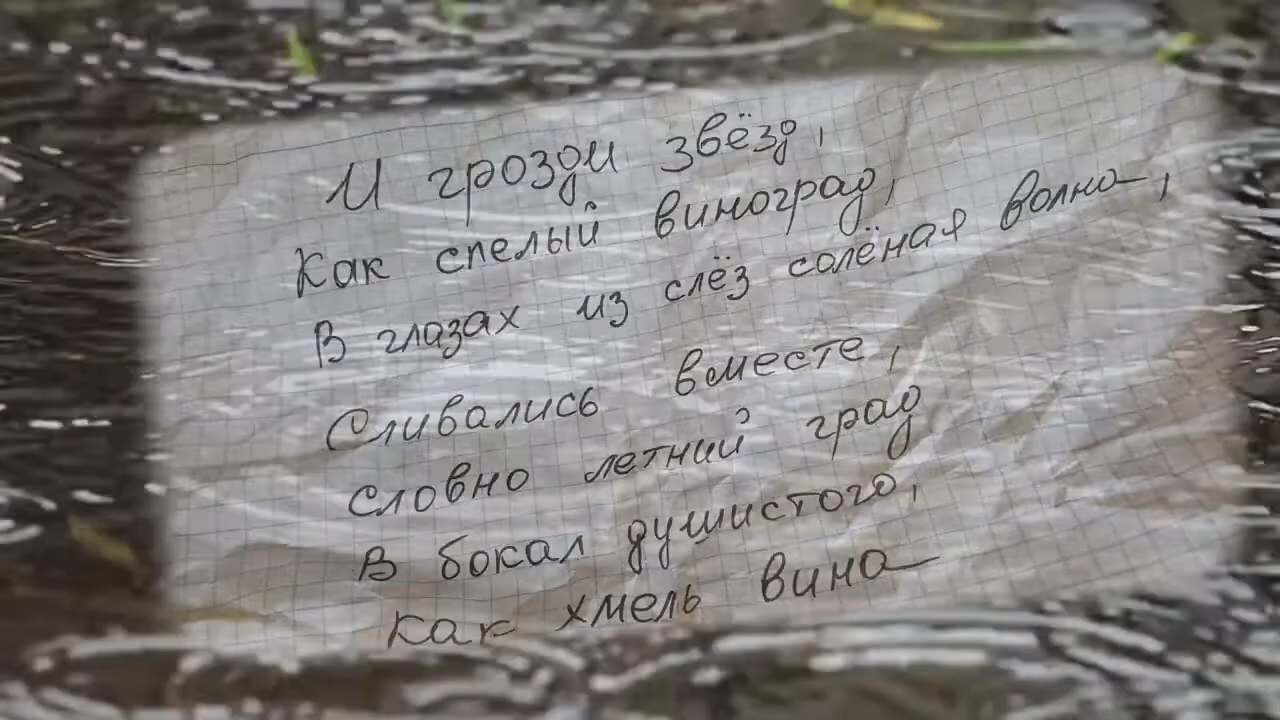 И грозди звёзд,
Как спелый виноград,
В глазах из слёз солёная волна,
Сливались вместе,
словно летний град
В бокал душистого,
как хмель вина